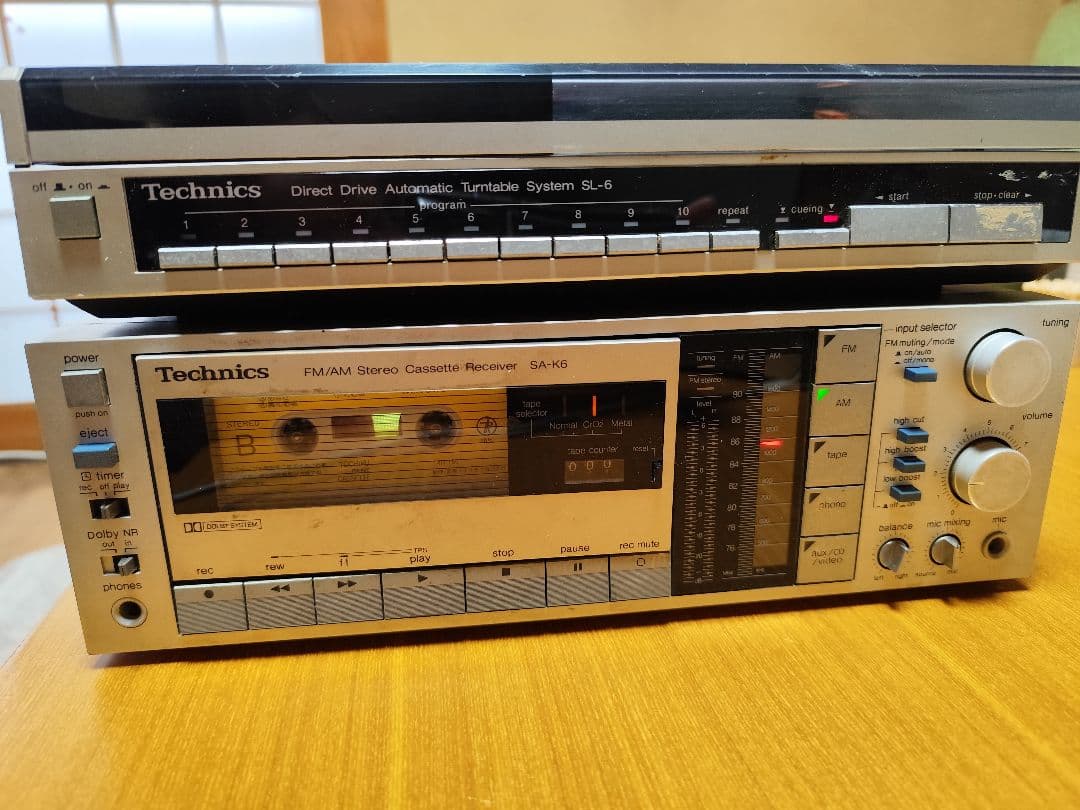 off on
Technics Direct Drive Automatic Turntable System SL-6
program
1 2 3 4 5 6 7 8 9 10 repeat
cueing
start
stop·clear
power
push on
eject
timer
rec off play
Dolby NR
out in
phones
Technics FM/AM Stereo Cassette Receiver SA-K6
STEREO
B
tape selector
Normal CrO2 Metal
tape counter
reset
000
DOLBY SYSTEM
TPS
rec rew ff play stop pause rec mute
tuning
FM AM
FM stereo
level
90
88
86
84
82
80
78
76
FM
AM
tape
phono
aux/CD/video
input selector
FM muting/mode
on/auto
off/mono
high cut
high boost
low boost
off on
tuning
volume
balance
left right
mic mixing
source mic
mic